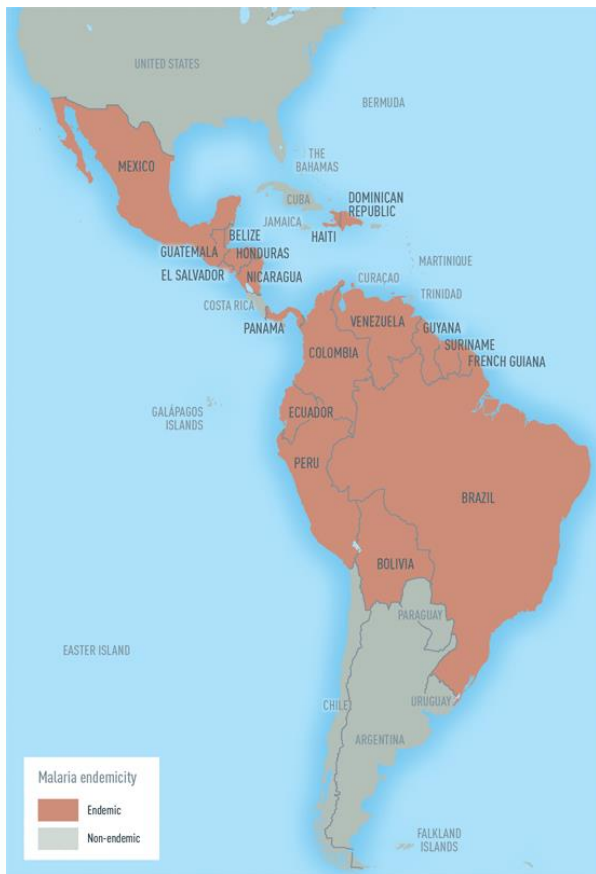 UNITED STATES
BERMUDA
THE
BAHAMAS
MEXICO
CUBA
DOMINICAN
REPUBLIC
JAMAICA
HAITI
BELIZE
GUATEMALA
HONDURAS
EL SALVADOR
NICARAGUA
MARTINIQUE
CURAÇAO
TRINIDAD
COSTA RICA
PANAMA
VENEZUELA
GUYANA
SURINAME
FRENCH GUIANA
COLOMBIA
GALÁPAGOS
ISLANDS
ECUADOR
PERU
BRAZIL
BOLIVIA
PARAGUAY
EASTER ISLAND
CHILE
URUGUAY
ARGENTINA
Malaria endemicity
Endemic
Non-endemic
FALKLAND
ISLANDS